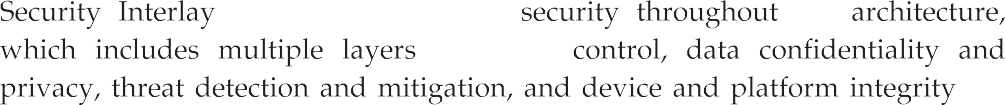 Security Interlay security throughout architecture,
which includes multiple layers control, data confidentiality and
privacy, threat detection and mitigation, and device and platform integrity